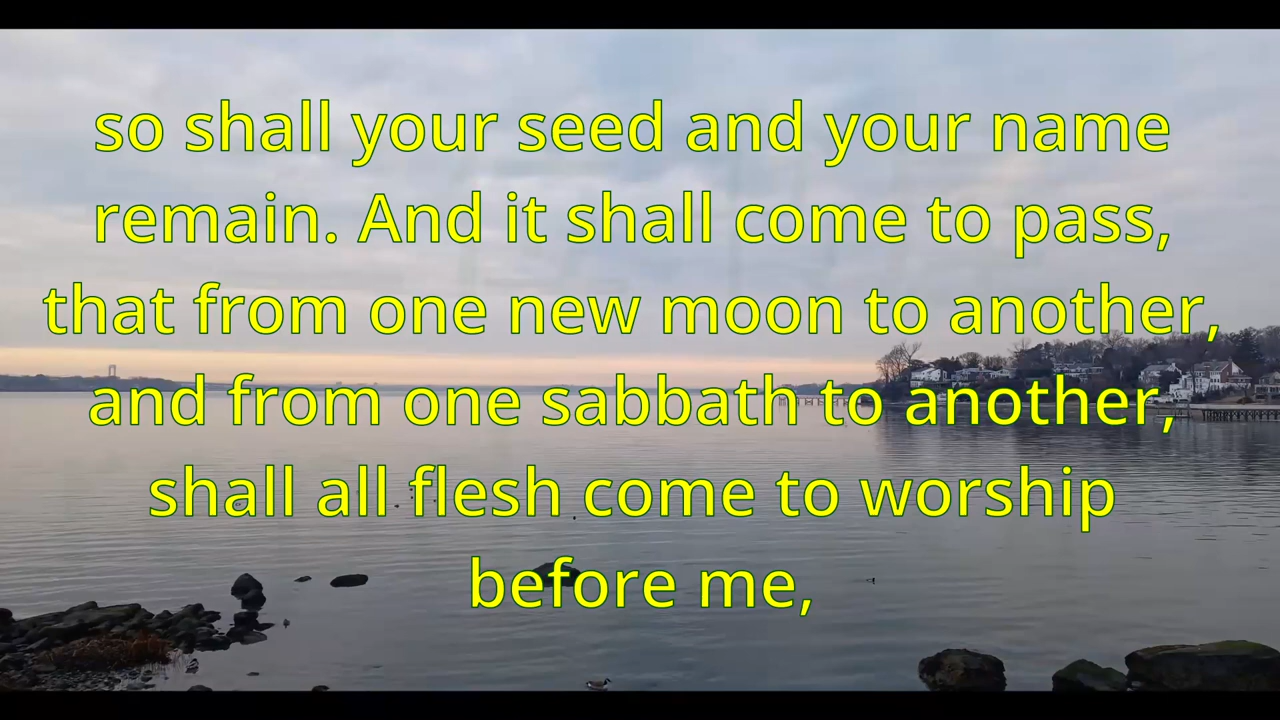 so shall your seed and your name
remain. And it shall come to pass,
that from one new moon to another,
and from one sabbath to another,
shall all flesh come to worship
before me,